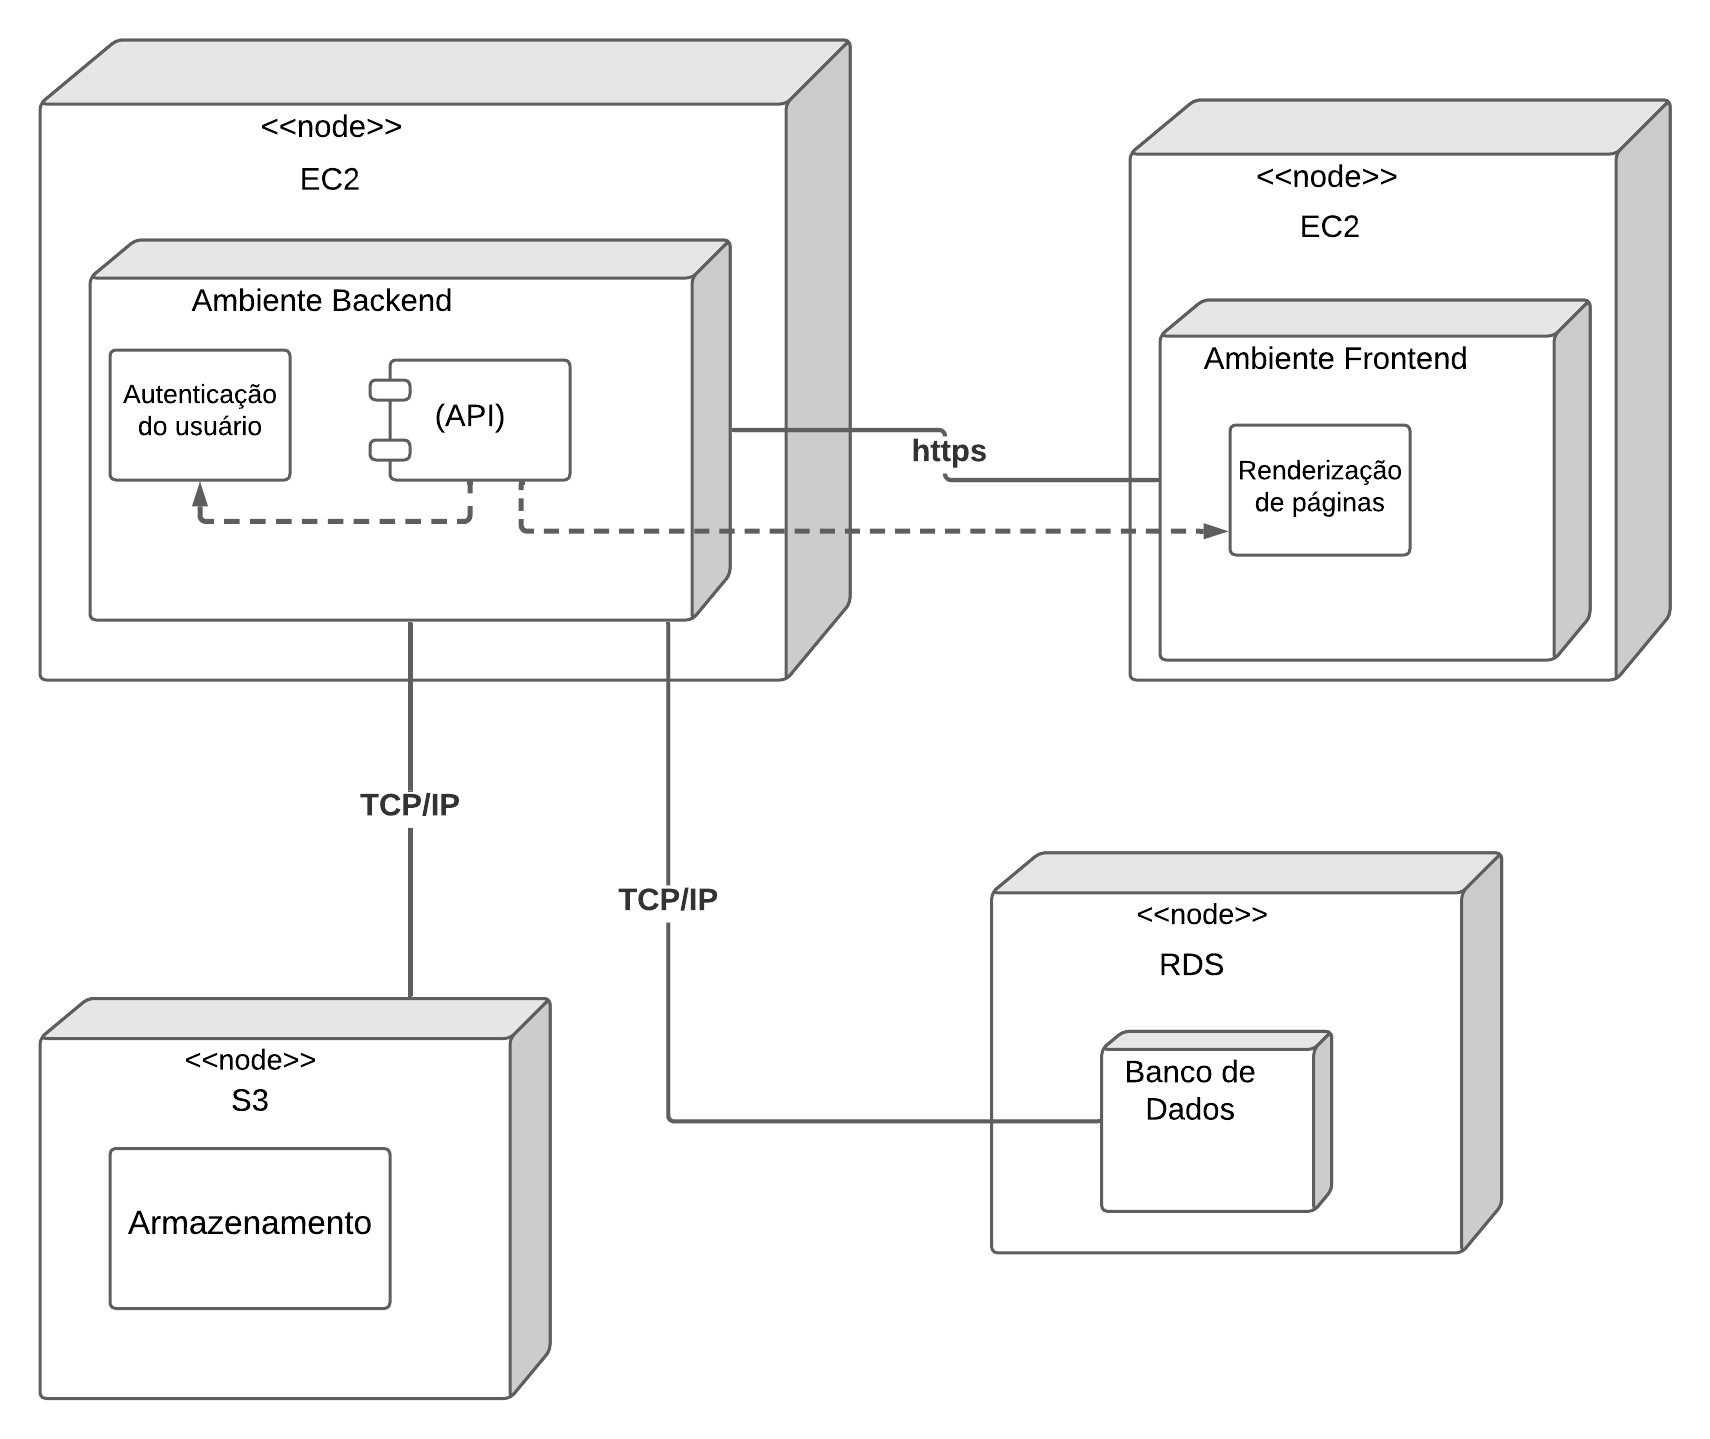 <<node>>
EC2
Ambiente Backend
Autenticação
do usuário
(API)
https
<<node>>
EC2
Ambiente Frontend
Renderização
de páginas
TCP/IP
TCP/IP
<<node>>
S3
Armazenamento
<<node>>
RDS
Banco de
Dados